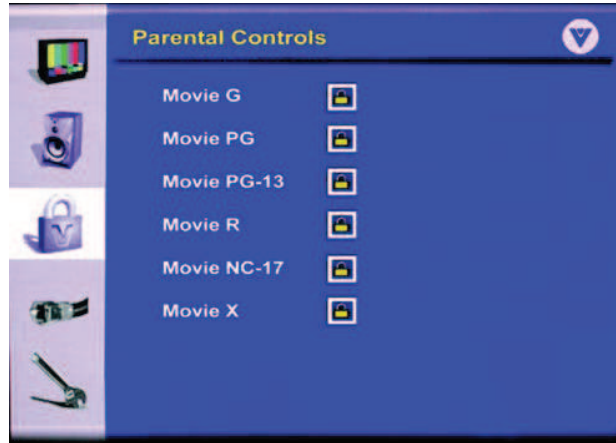 Parental Controls
Movie G
Movie PG
Movie PG-13
Movie R
Movie NC-17
Movie X